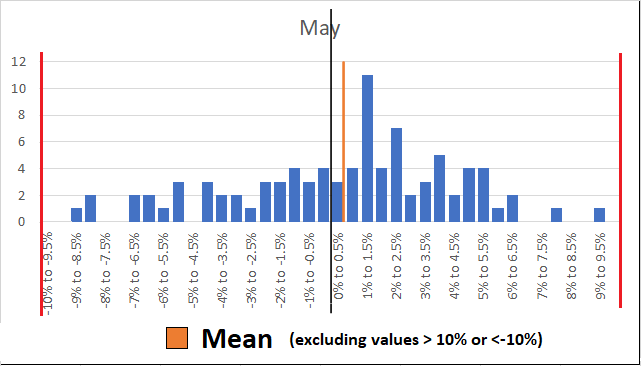 May
12
10
8
6
4
2
0
-10% to -9.5%
-9% to -8.5%
-8% to -7.5%
-7% to -6.5%
-6% to -5.5%
-5% to -4.5%
-4% to -3.5%
-3% to -2.5%
-2% to -1.5%
-1% to -0.5%
0% to 0.5%
1% to 1.5%
2% to 2.5%
3% to 3.5%
4% to 4.5%
5% to 5.5%
6% to 6.5%
7% to 7.5%
8% to 8.5%
9% to 9.5%
Mean (excluding values > 10% or <-10%)